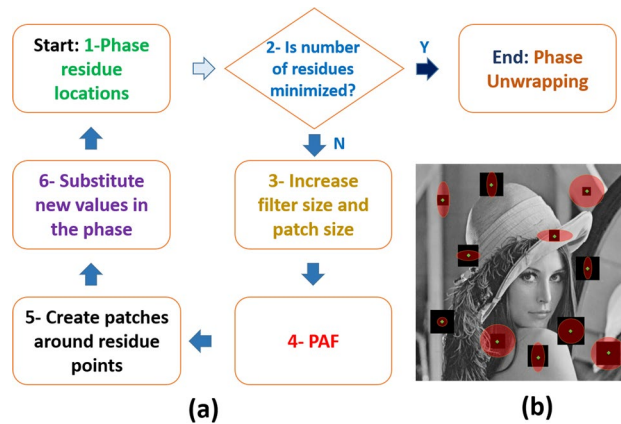 Start: 1-Phase
residue
locations
2- Is number
of residues
minimized?
Y
End: Phase
Unwrapping
N
3- Increase
filter size and
patch size
4- PAF
5- Create patches
around residue
points
6- Substitute
new values in
the phase
(a)
(b)